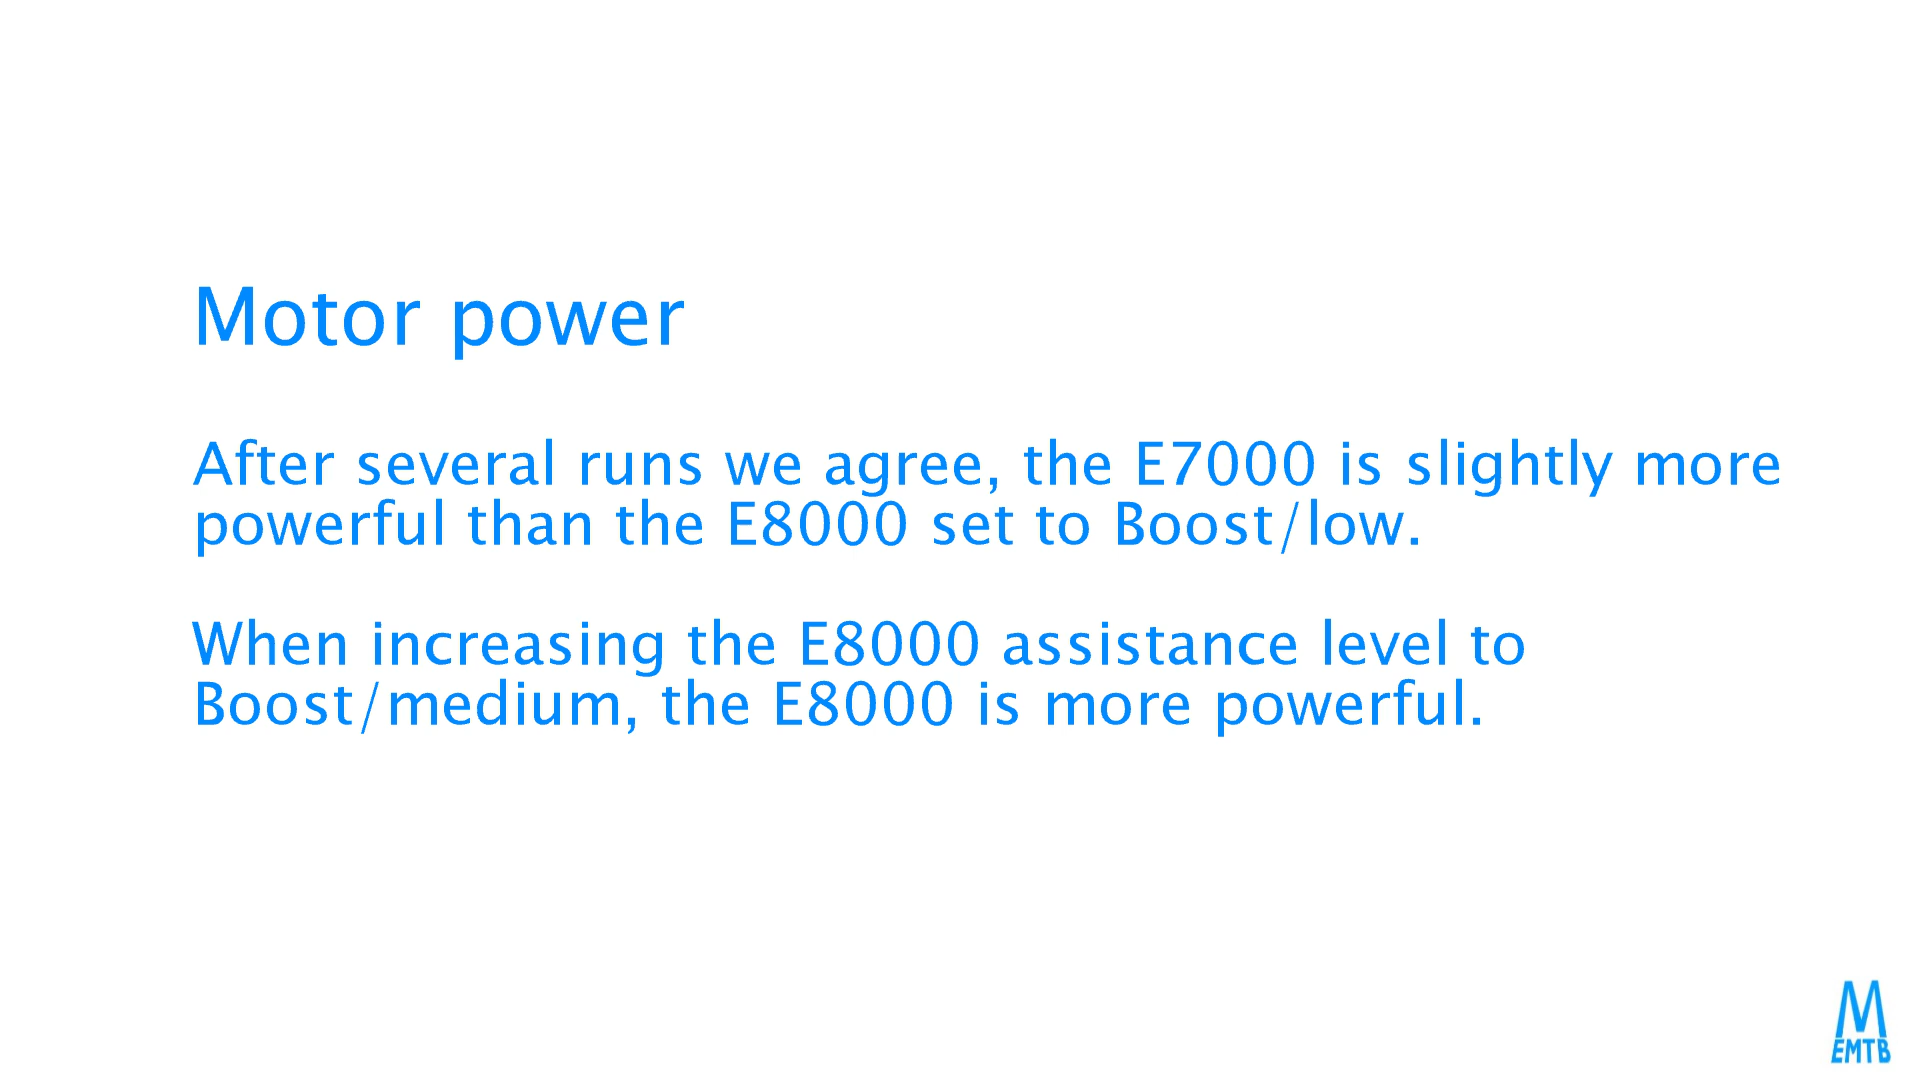 Motor power
After several runs we agree, the E7000 is slightly more
powerful than the E8000 set to Boost/low.
When increasing the E8000 assistance level to
Boost/medium, the E8000 is more powerful.
M
EMTB